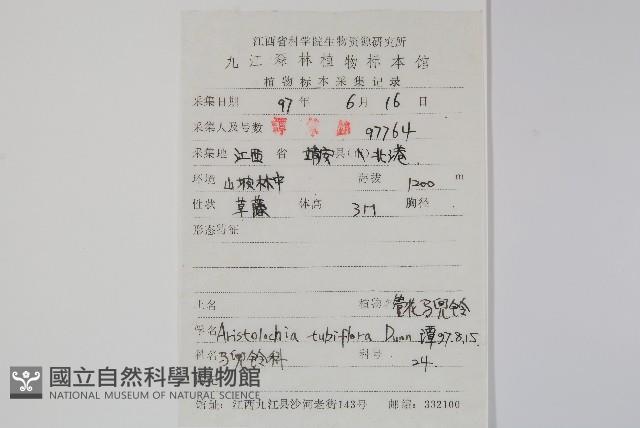 江西省科学院生物资源研究所
九江森林植物标本馆
植物标本采集记录
采集日期 97 年 6 月 16 日
采集人及号数 97764
采集地 江西 省 靖安 县
环境 山坡林中 海拔 1200 m
性状 草藤 体高 3M 胸径
形态特征
土名 植物名 管花马兜铃
学名 Aristolochia tubiflora Dunn 谭97.8.15.
科名 马兜铃科 科号 24.
國立自然科學博物館
NATIONAL MUSEUM OF NATURAL SCIENCE
馆址: 江西九江县沙河老街143号 邮编: 332100